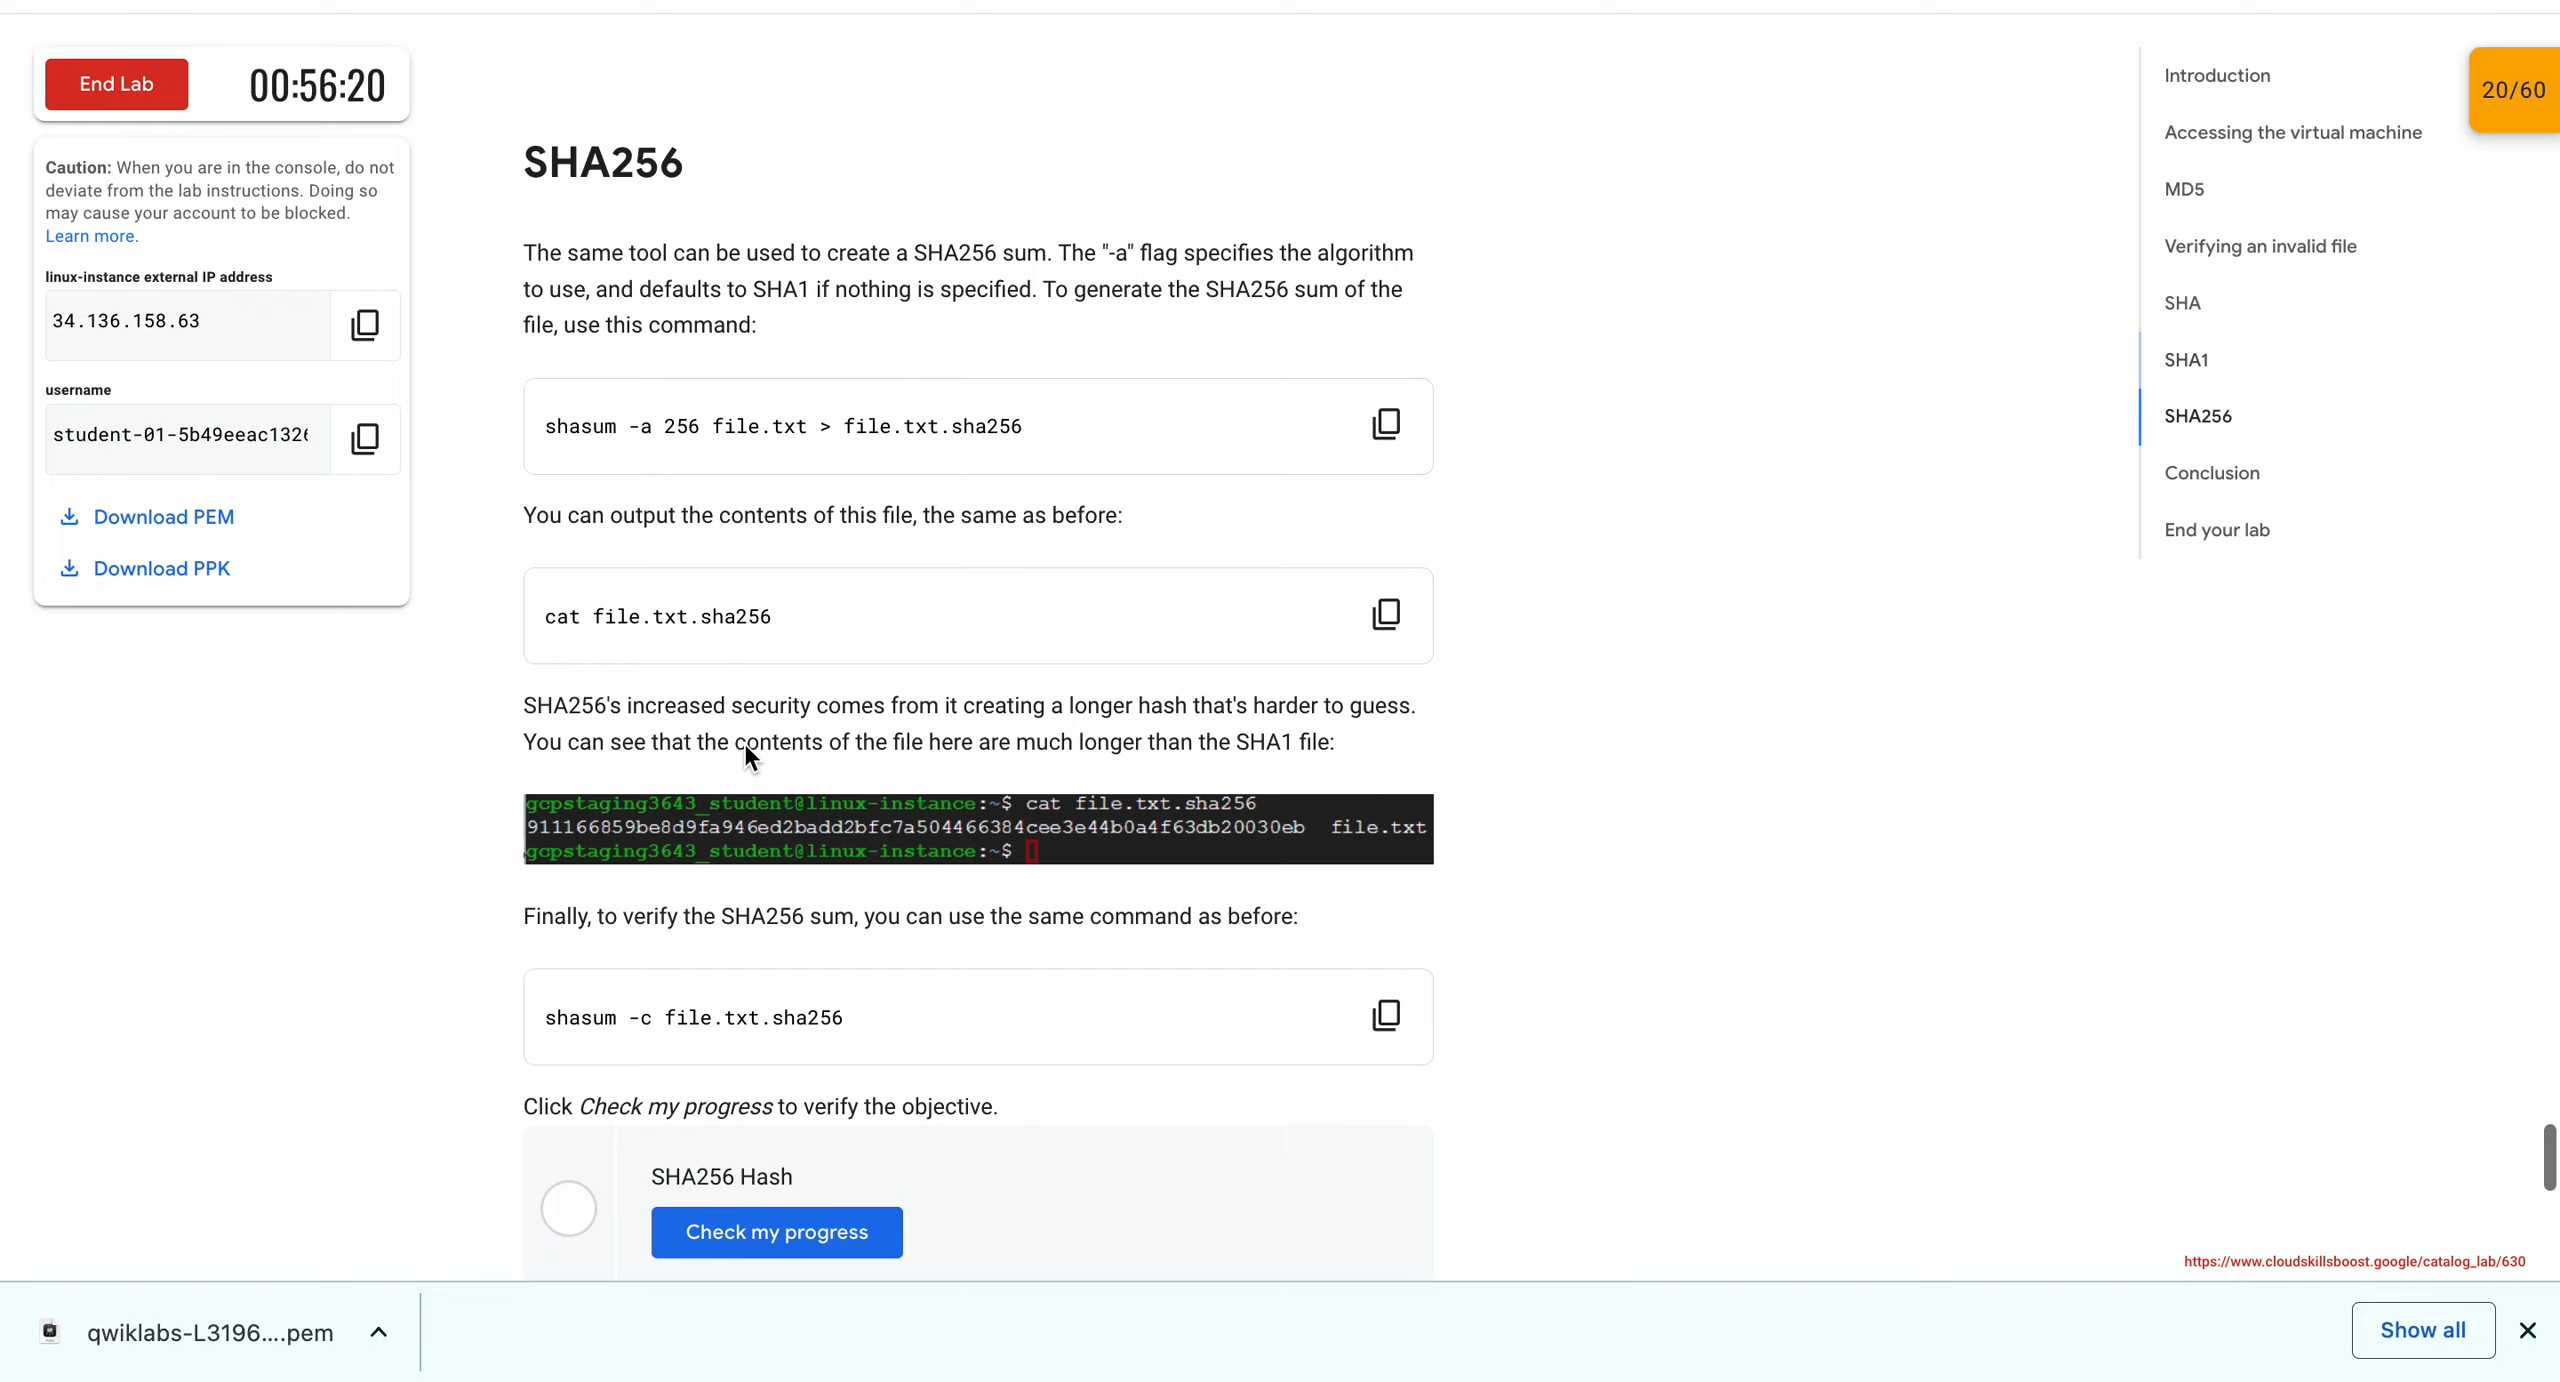 End Lab
00:56:20
Caution: When you are in the console, do not
deviate from the lab instructions. Doing so
may cause your account to be blocked.
Learn more.
linux-instance external IP address
34.136.158.63
username
student-01-5b49eeac1326
Download PEM
Download PPK
SHA256
The same tool can be used to create a SHA256 sum. The "-a" flag specifies the algorithm
to use, and defaults to SHA1 if nothing is specified. To generate the SHA256 sum of the
file, use this command:
shasum -a 256 file.txt > file.txt.sha256
You can output the contents of this file, the same as before:
cat file.txt.sha256
SHA256's increased security comes from it creating a longer hash that's harder to guess.
You can see that the contents of the file here are much longer than the SHA1 file:
gcpstaging3643_student@linux-instance:~$ cat file.txt.sha256
911166859be8d9fa946ed2badd2bfc7a504466384cee3e44b0a4f63db20030eb  file.txt
gcpstaging3643_student@linux-instance:~$
Finally, to verify the SHA256 sum, you can use the same command as before:
shasum -c file.txt.sha256
Click Check my progress to verify the objective.
SHA256 Hash
Check my progress
Introduction
Accessing the virtual machine
MD5
Verifying an invalid file
SHA
SHA1
SHA256
Conclusion
End your lab
20/60
https://www.cloudskillsboost.google/catalog_lab/630
qwiklabs-L3196....pem
Show all